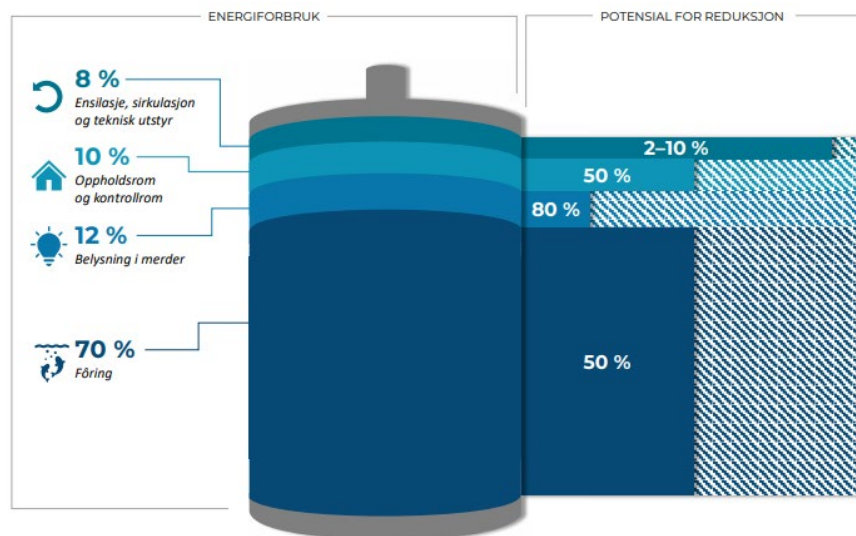 ENERGIFORBRUK
POTENSIAL FOR REDUKSJON
8 %
Ensilasje, sirkulasjon
og teknisk utstyr
10 %
Oppholdsrom
og kontrollrom
12 %
Belysning i merder
70 %
Fôring
2–10 %
50 %
80 %
50 %